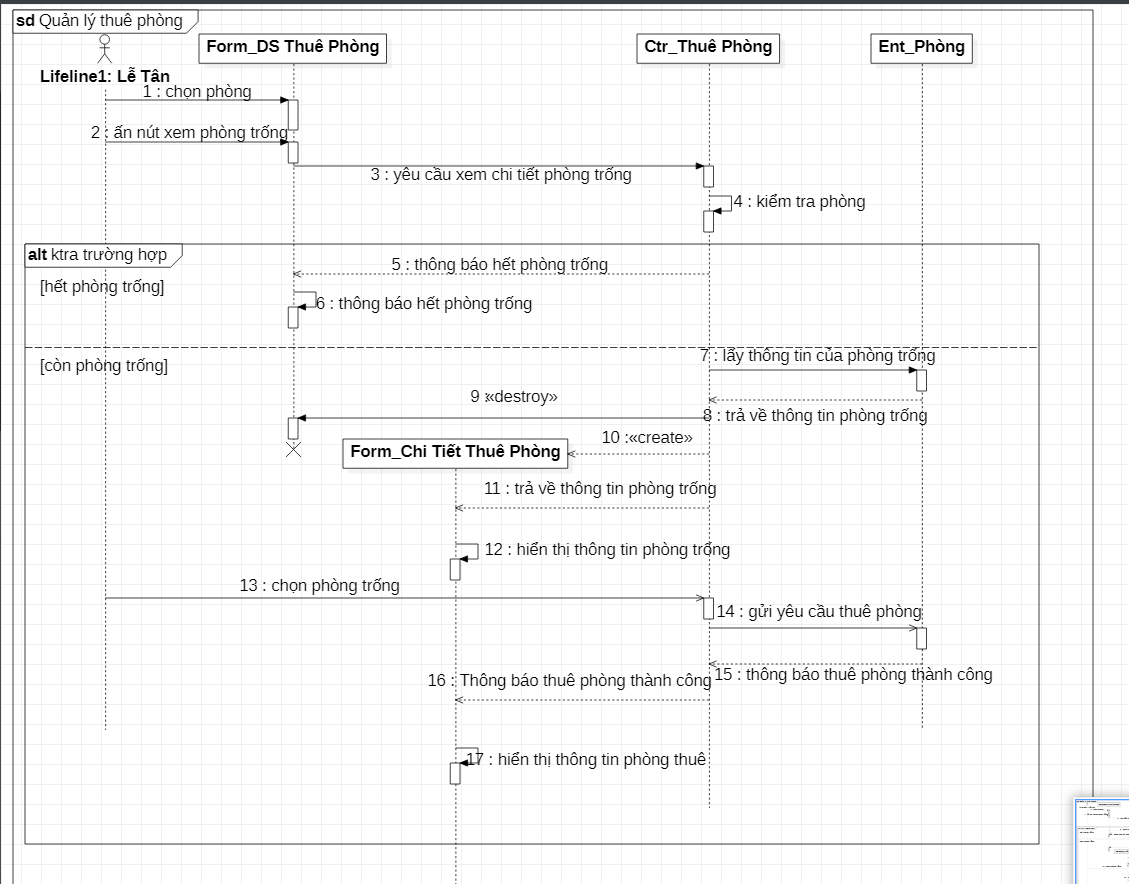 sd Quản lý thuê phòng
Form_DS Thuê Phòng
Ctr_Thuê Phòng
Ent_Phòng
Lifeline1: Lễ Tân
1 : chọn phòng
2 : ấn nút xem phòng trống
3 : yêu cầu xem chi tiết phòng trống
4 : kiểm tra phòng
alt ktra trường hợp
5 : thông báo hết phòng trống
[hết phòng trống]
6 : thông báo hết phòng trống
[còn phòng trống]
7 : lấy thông tin của phòng trống
9 :«destroy»
8 : trả về thông tin phòng trống
10 :«create»
Form_Chi Tiết Thuê Phòng
11 : trả về thông tin phòng trống
12 : hiển thị thông tin phòng trống
13 : chọn phòng trống
14 : gửi yêu cầu thuê phòng
15 : thông báo thuê phòng thành công
16 : Thông báo thuê phòng thành công
17 : hiển thị thông tin phòng thuê